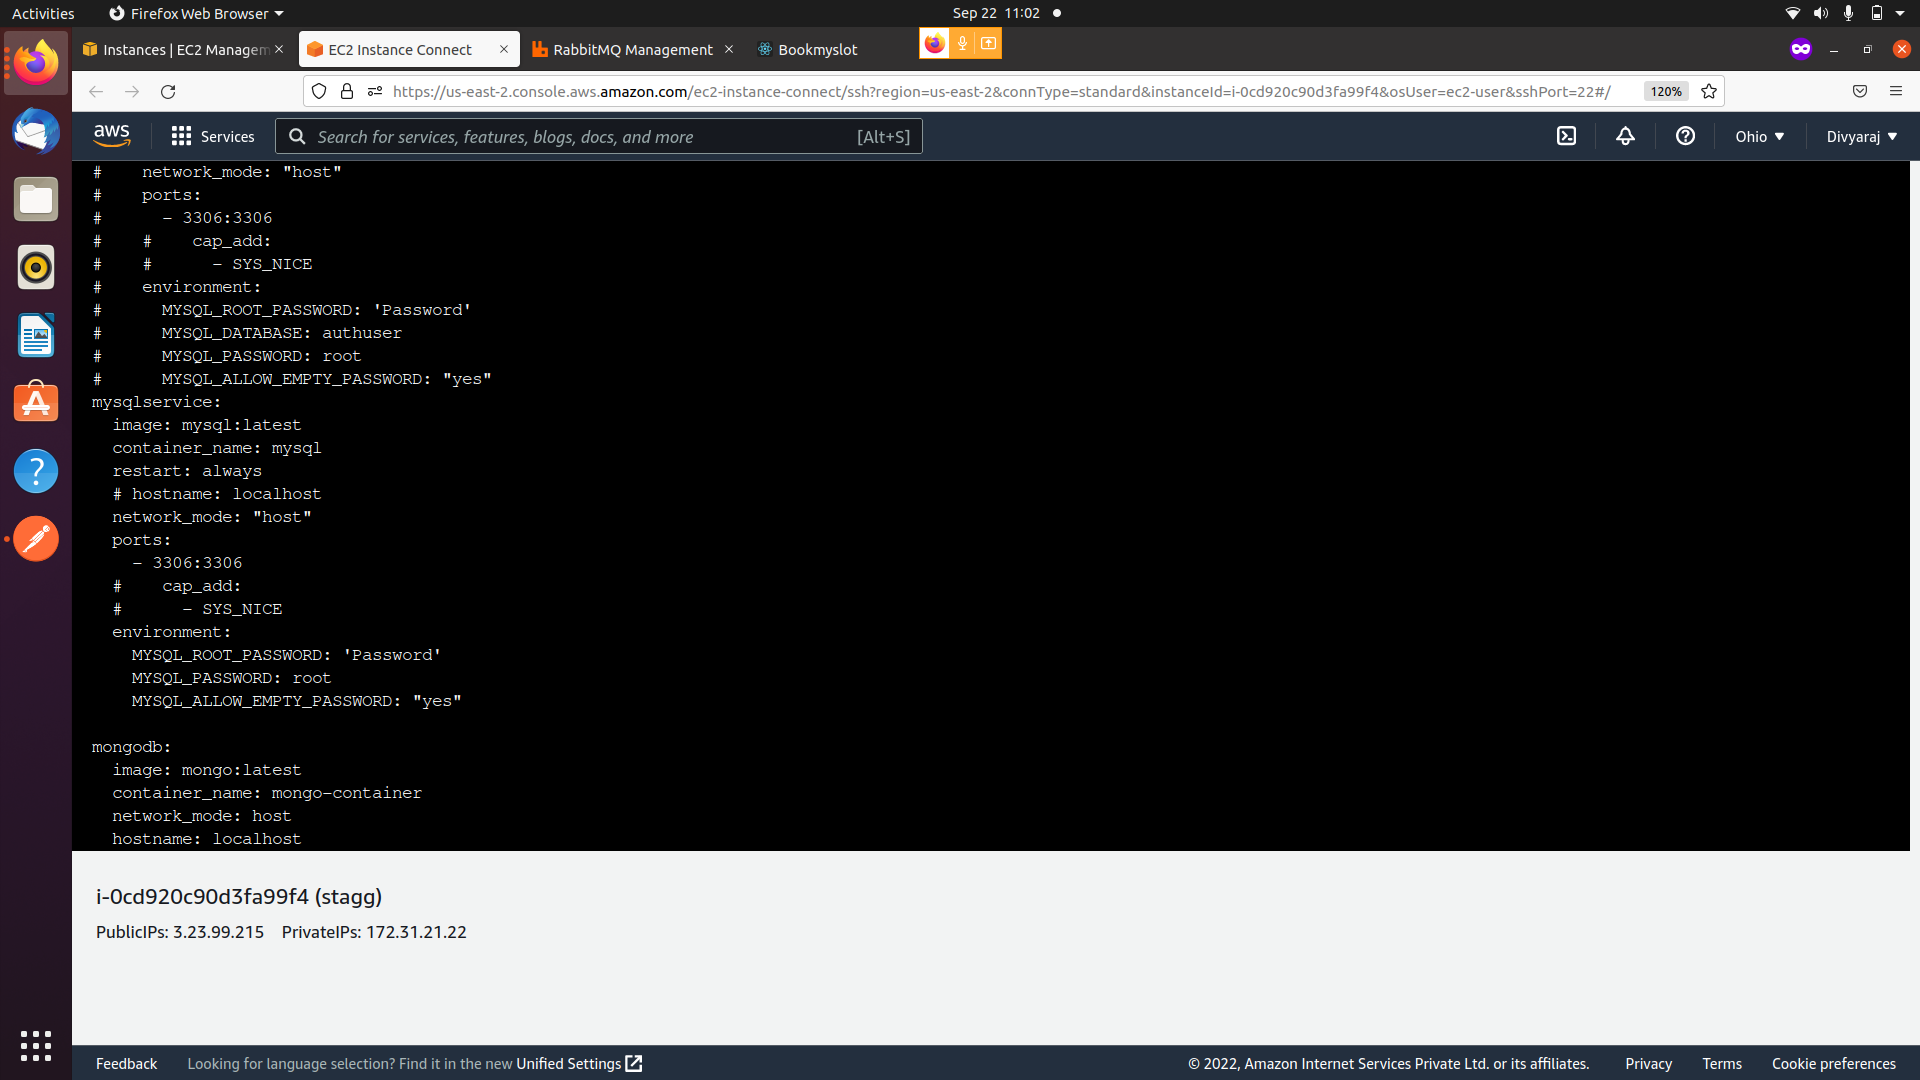 Activities
Firefox Web Browser
Sep 22 11:02
Instances | EC2 Managem
EC2 Instance Connect
RabbitMQ Management
Bookmyslot
https://us-east-2.console.aws.amazon.com/ec2-instance-connect/ssh?region=us-east-2&connType=standard&instanceId=i-0cd920c90d3fa99f4&osUser=ec2-user&sshPort=22#/
120%
aws
Services
Search for services, features, blogs, docs, and more
[Alt+S]
Ohio
Divyaraj
#    network_mode: "host"
#    ports:
#      - 3306:3306
#    #    cap_add:
#    #      - SYS_NICE
#    environment:
#      MYSQL_ROOT_PASSWORD: 'Password'
#      MYSQL_DATABASE: authuser
#      MYSQL_PASSWORD: root
#      MYSQL_ALLOW_EMPTY_PASSWORD: "yes"
mysqlservice:
  image: mysql:latest
  container_name: mysql
  restart: always
  # hostname: localhost
  network_mode: "host"
  ports:
    - 3306:3306
  #    cap_add:
  #      - SYS_NICE
  environment:
    MYSQL_ROOT_PASSWORD: 'Password'
    MYSQL_PASSWORD: root
    MYSQL_ALLOW_EMPTY_PASSWORD: "yes"
mongodb:
  image: mongo:latest
  container_name: mongo-container
  network_mode: host
  hostname: localhost
i-0cd920c90d3fa99f4 (stagg)
PublicIPs: 3.23.99.215 PrivateIPs: 172.31.21.22
Feedback
Looking for language selection? Find it in the new Unified Settings
© 2022, Amazon Internet Services Private Ltd. or its affiliates.
Privacy
Terms
Cookie preferences